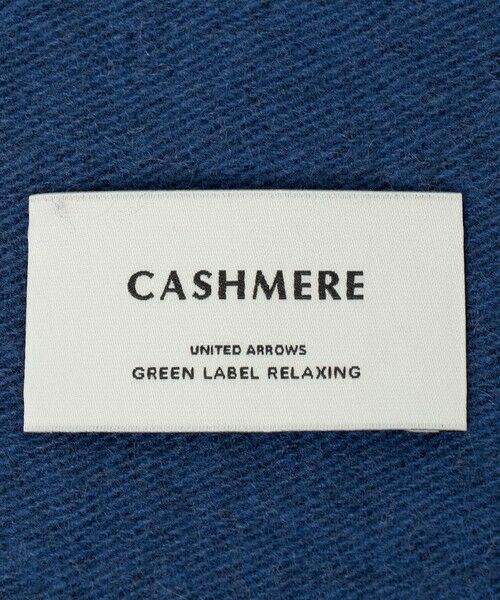 CASHMERE
UNITED ARROWS
GREEN LABEL RELAXING